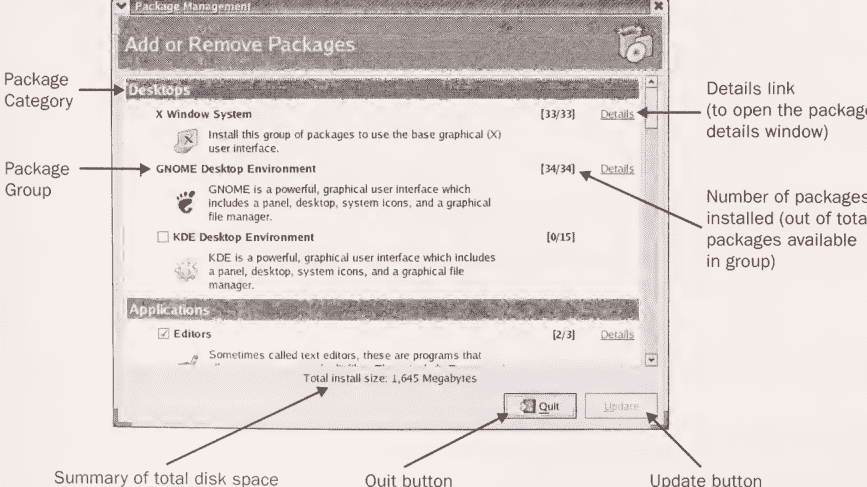 Package Management
Add or Remove Packages
Package
Category
Desktops
X Window System [33/33] Details
Install this group of packages to use the base graphical (X)
user interface.
Details link
(to open the package
details window)
Package
Group
GNOME Desktop Environment [34/34] Details
GNOME is a powerful, graphical user interface which
includes a panel, desktop, system icons, and a graphical
file manager.
Number of packages
installed (out of total
packages available
in group)
KDE Desktop Environment [0/15]
KDE is a powerful, graphical user interface which includes
a panel, desktop, system icons, and a graphical file
manager.
Applications
Editors [2/3] Details
Sometimes called text editors, these are programs that
Total install size: 1,645 Megabytes
Quit Update
Summary of total disk space
Quit button
Update button